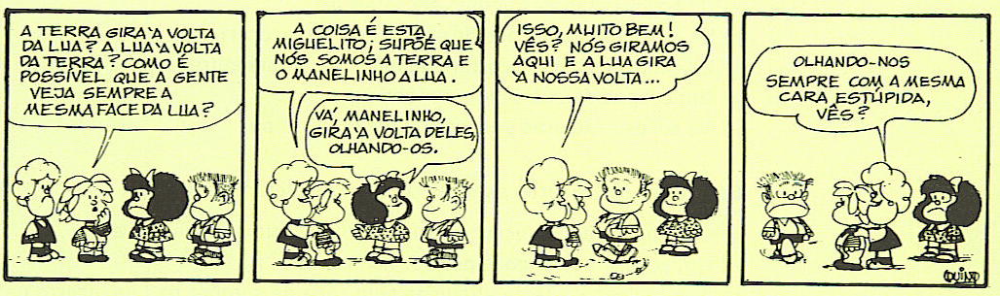 A TERRA GIRA 'A VOLTA
DA LUA? A LUA 'A VOLTA
DA TERRA? COMO É
POSSÍVEL QUE A GENTE
VEJA SEMPRE A
MESMA FACE DA LUA?
A COISA É ESTA,
MIGUELITO; SUPÕE QUE
NÓS SOMOS A TERRA E
O MANELINHO A LUA.
VÁ, MANELINHO,
GIRA 'A VOLTA DELES,
OLHANDO-OS.
ISSO, MUITO BEM!
VÊS? NÓS GIRAMOS
AQUI E A LUA GIRA
'A NOSSA VOLTA...
OLHANDO-NOS
SEMPRE COM A MESMA
CARA ESTÚPIDA,
VÊS?
QUINO